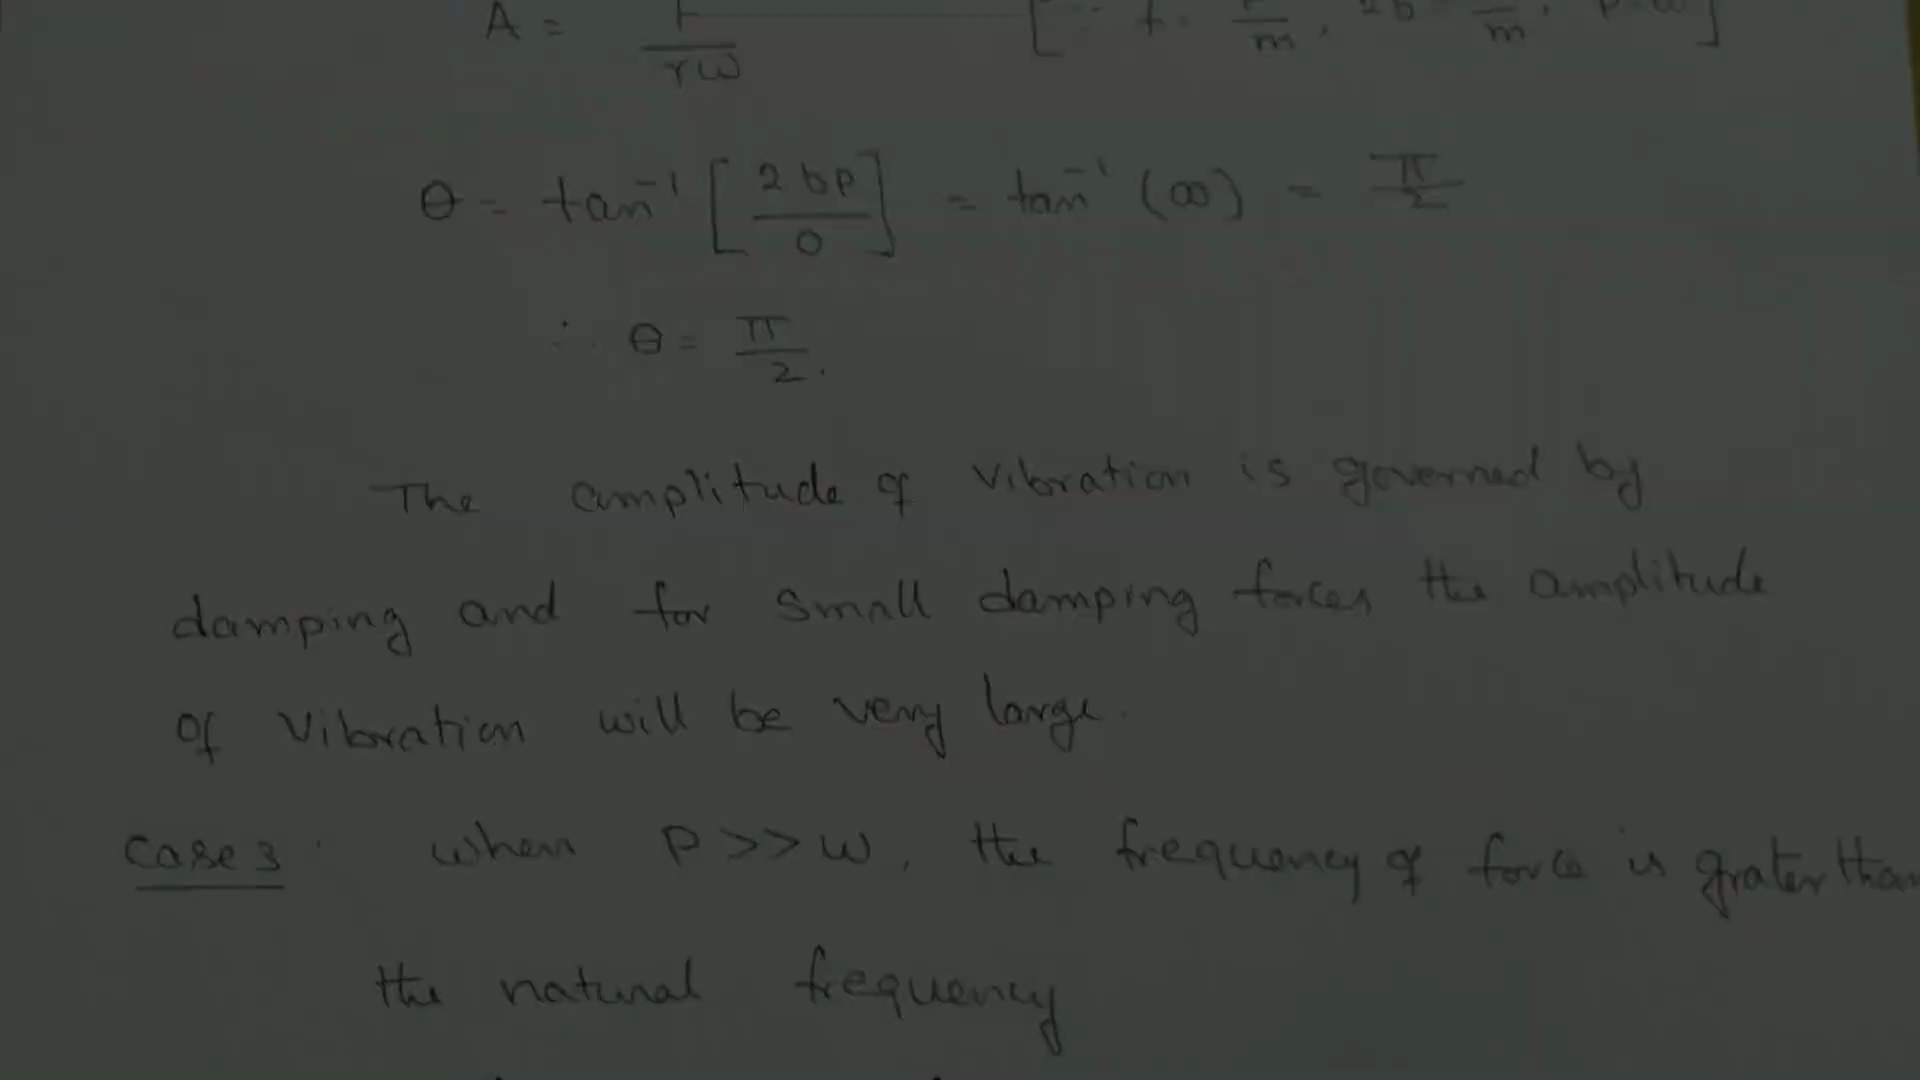 A = F/rω [∵ f = F/m, 2b = r/m, p = ω]
θ = tan⁻¹ [2bp/0] = tan⁻¹ (∞) = π/2
∴ θ = π/2.
The amplitude of vibration is governed by
damping and for small damping forces the amplitude
of vibration will be very large.
Case 3: when P >> ω, the frequency of force is grater than
the natural frequency